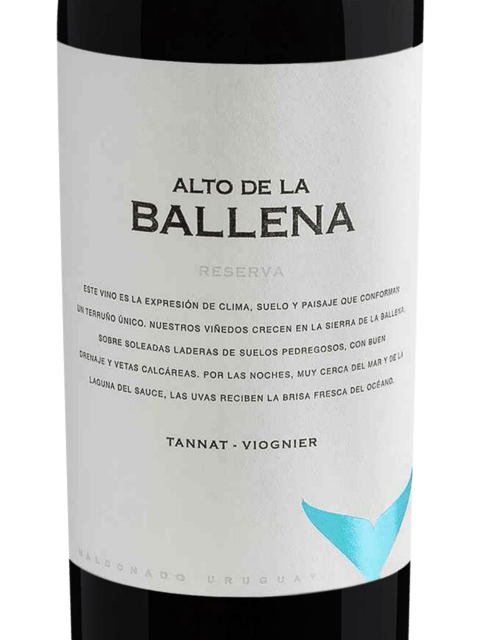 ALTO DE LA
BALLENA
RESERVA
ESTE VINO ES LA EXPRESIÓN DE CLIMA, SUELO Y PAISAJE QUE CONFORMAN
UN TERRUÑO ÚNICO. NUESTROS VIÑEDOS CRECEN EN LA SIERRA DE LA BALLENA,
SOBRE SOLEADAS LADERAS DE SUELOS PEDREGOSOS, CON BUEN
DRENAJE Y VETAS CALCÁREAS. POR LAS NOCHES, MUY CERCA DEL MAR Y DE LA
LAGUNA DEL SAUCE, LAS UVAS RECIBEN LA BRISA FRESCA DEL OCÉANO.
TANNAT - VIOGNIER
MALDONADO URUGUAY